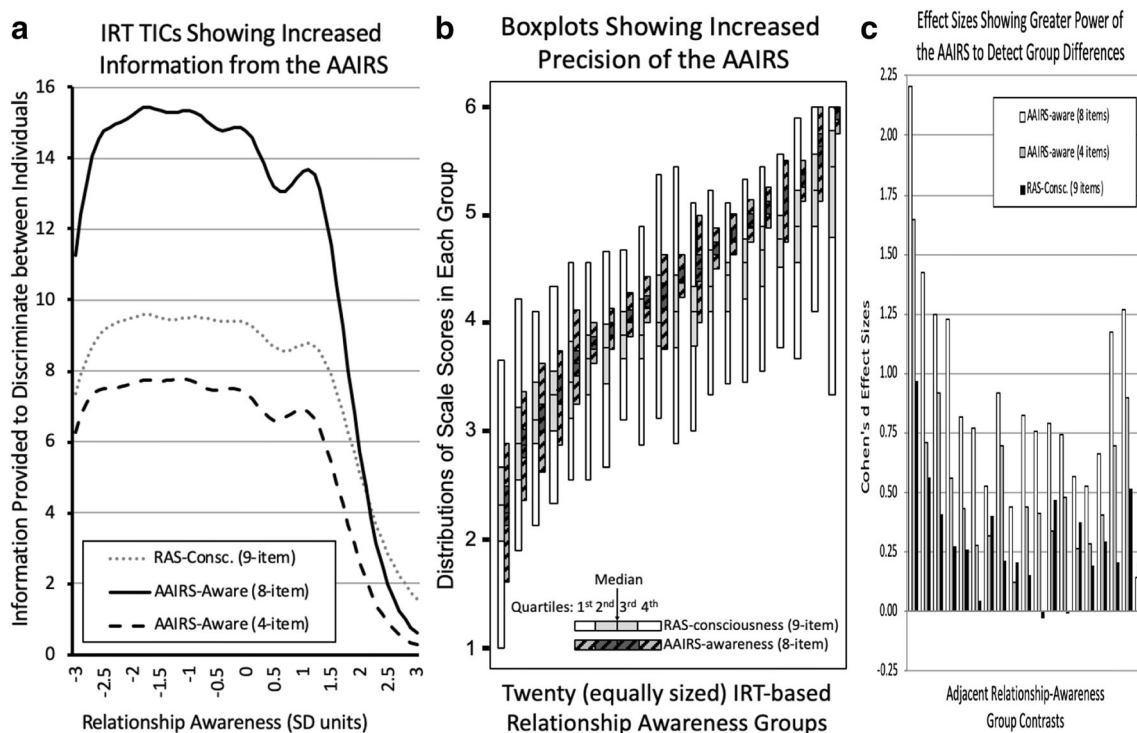 a
IRT TICs Showing Increased
Information from the AAIRS
Information Provided to Discriminate between Individuals
16
14
12
10
8
6
4
2
0
RAS-Consc. (9-item)
AAIRS-Aware (8-item)
AAIRS-Aware (4-item)
-3
-2.5
-2
-1.5
-1
-0.5
0
0.5
1
1.5
2
2.5
3
Relationship Awareness (SD units)
b
Boxplots Showing Increased
Precision of the AAIRS
Distributions of Scale Scores in Each Group
6
5
4
3
2
1
Median
Quartiles: 1st 2nd 3rd 4th
RAS-consciousness (9-item)
AAIRS-awareness (8-item)
Twenty (equally sized) IRT-based
Relationship Awareness Groups
c
Effect Sizes Showing Greater Power of
the AAIRS to Detect Group Differences
Cohen's d Effect Sizes
2.25
2.00
1.75
1.50
1.25
1.00
0.75
0.50
0.25
0.00
-0.25
AAIRS-aware (8 items)
AAIRS-aware (4 items)
RAS-Consc. (9 items)
Adjacent Relationship-Awareness
Group Contrasts